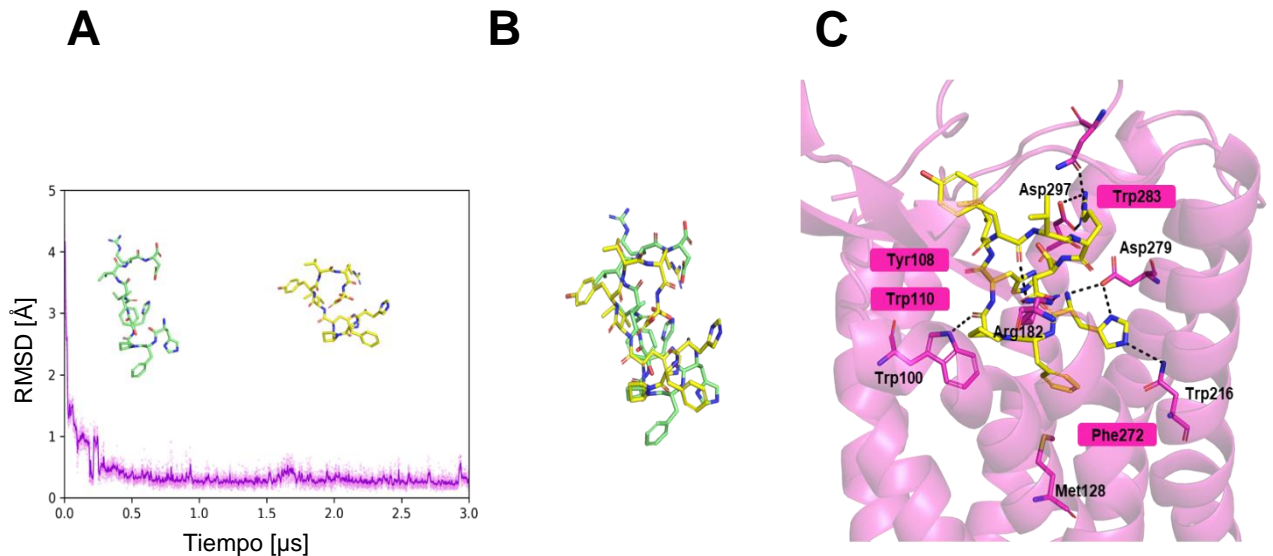 A
B
C
RMSD [Å]
5
4
3
2
1
0
0.0
0.5
1.0
1.5
2.0
2.5
3.0
Tiempo [µs]
Asp297
Trp283
Asp279
Tyr108
Trp110
Arg182
Trp100
Trp216
Phe272
Met128